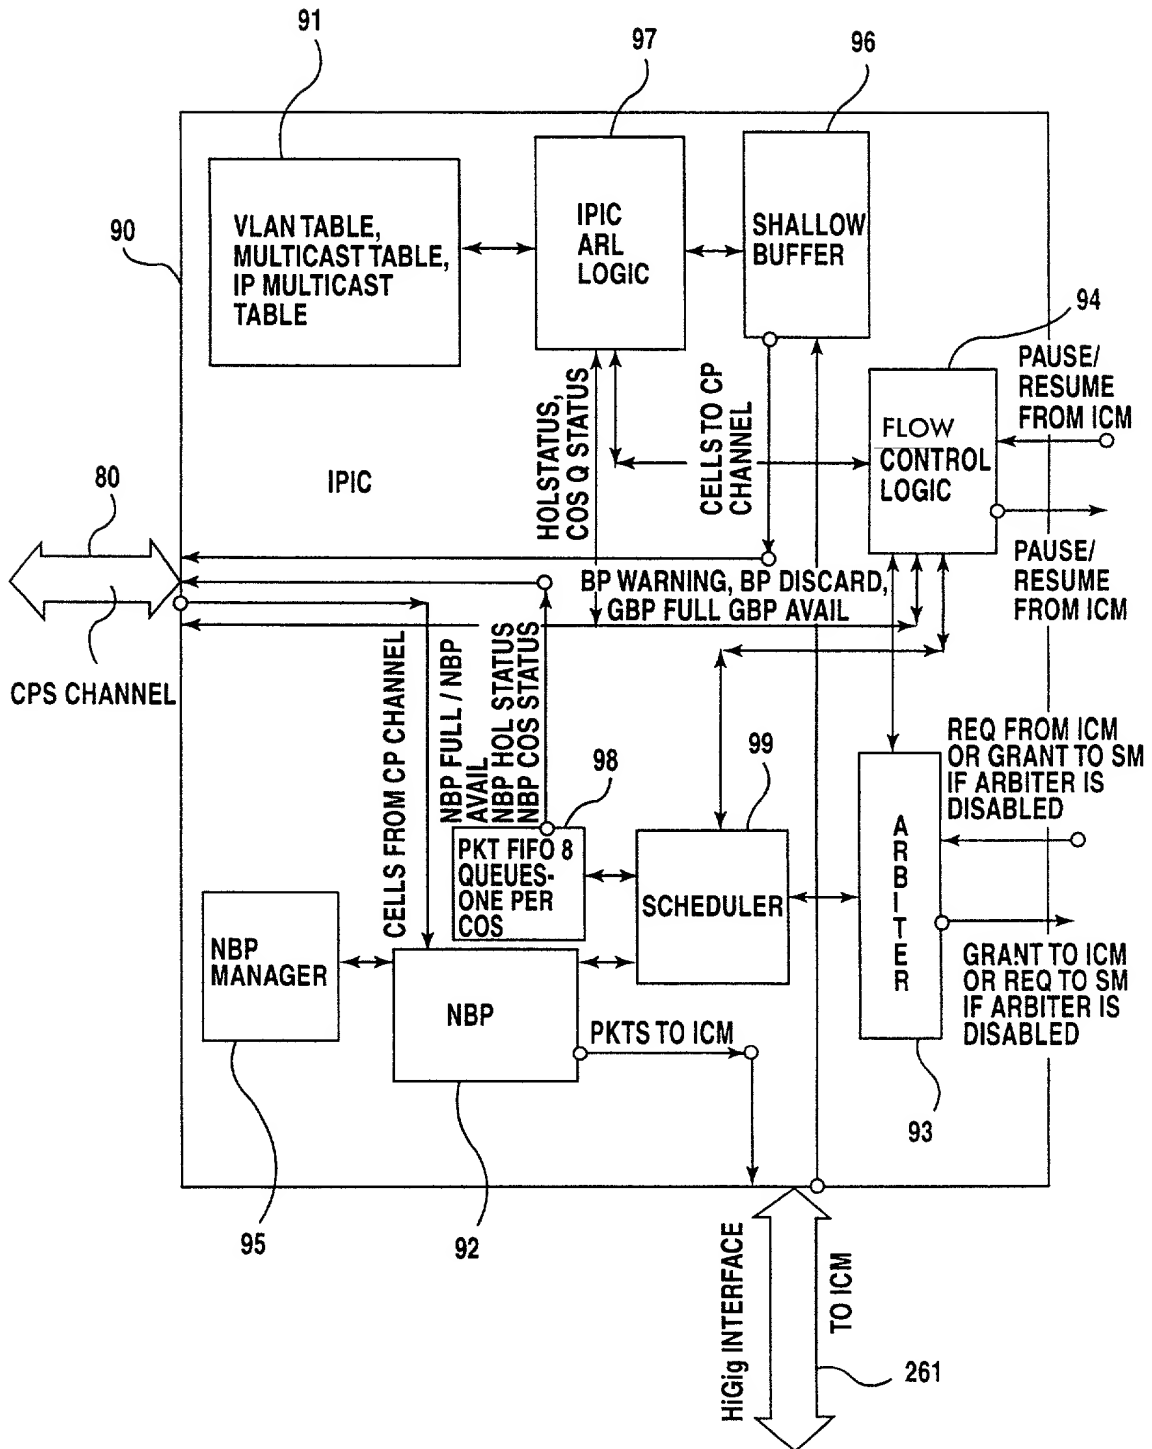 91
97
96
90
VLAN TABLE,
MULTICAST TABLE,
IP MULTICAST
TABLE
IPIC
ARL
LOGIC
SHALLOW
BUFFER
94
PAUSE/
RESUME
FROM ICM
FLOW
CONTROL
LOGIC
HOLSTATUS,
COS Q STATUS
CELLS TO CP
CHANNEL
IPIC
80
PAUSE/
RESUME
FROM ICM
BP WARNING, BP DISCARD,
GBP FULL GBP AVAIL
CPS CHANNEL
CELLS FROM CP CHANNEL
NBP FULL / NBP
AVAIL
NBP HOL STATUS
NBP COS STATUS
98
99
REQ FROM ICM
OR GRANT TO SM
IF ARBITER IS
DISABLED
PKT FIFO 8
QUEUES-
ONE PER
COS
SCHEDULER
ARBITER
NBP
MANAGER
NBP
GRANT TO ICM
OR REQ TO SM
IF ARBITER IS
DISABLED
PKTS TO ICM
93
95
92
HiGig INTERFACE
TO ICM
261